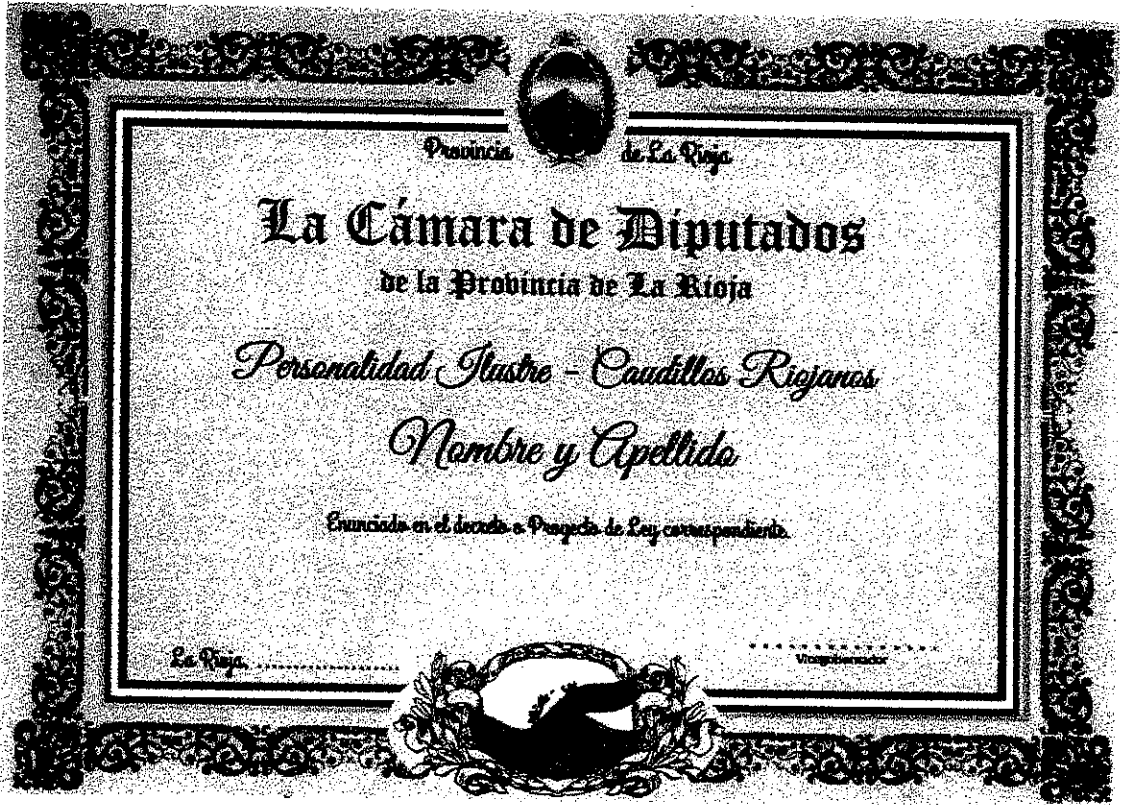 Provincia de La Rioja
La Cámara de Diputados
de la Provincia de La Rioja
Personalidad Ilustre - Caudillos Riojanos
Nombre y Apellido
Enunciado en el decreto o Proyecto de Ley correspondiente.
La Rioja, ....................
Vicegobernador